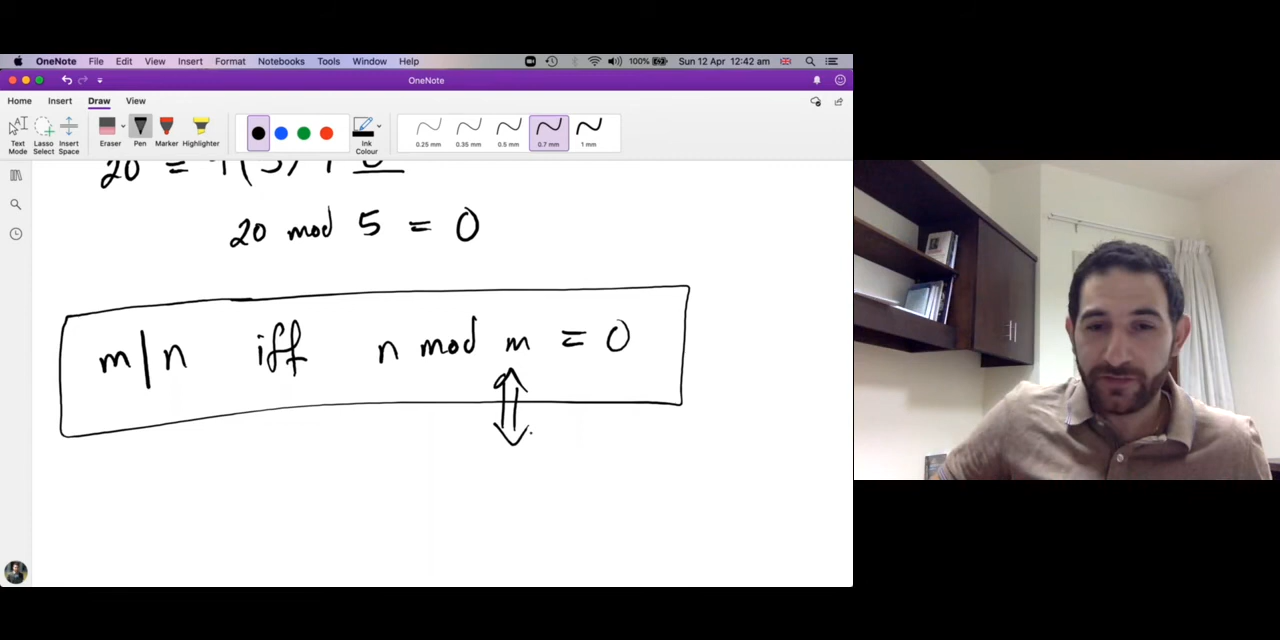 OneNote File Edit View Insert Format Notebooks Tools Window Help 100% Sun 12 Apr 12:42 am
OneNote
Home Insert Draw View
Text Mode Lasso Select Insert Space Eraser Pen Marker Highlighter Ink Colour 0.25 mm 0.35 mm 0.5 mm 0.7 mm 1 mm
20 =
20 mod 5 = 0
m|n iff n mod m = 0